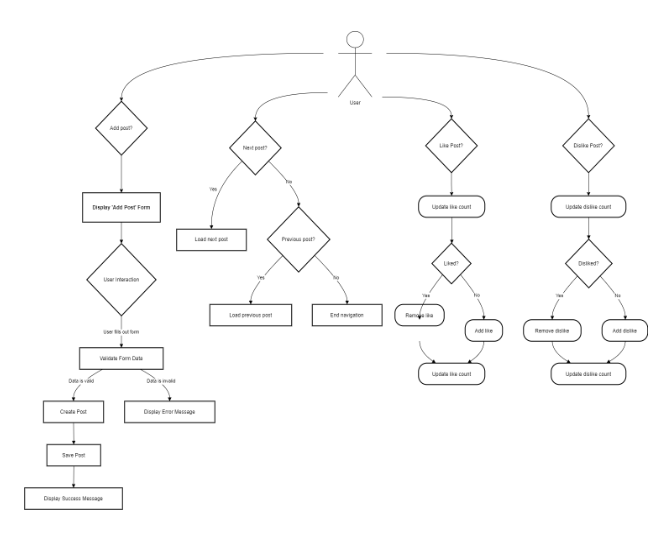 User
Add post?
Next post?
Like Post?
Dislike Post?
Yes
No
Display 'Add Post' Form
Update like count
Update dislike count
Load next post
Previous post?
User Interaction
Liked?
Disliked?
Yes
No
Yes
No
Yes
No
Load previous post
End navigation
Remove like
Add like
Remove dislike
Add dislike
User fills out form
Validate Form Data
Update like count
Update dislike count
Data is valid
Data is invalid
Create Post
Display Error Message
Save Post
Display Success Message